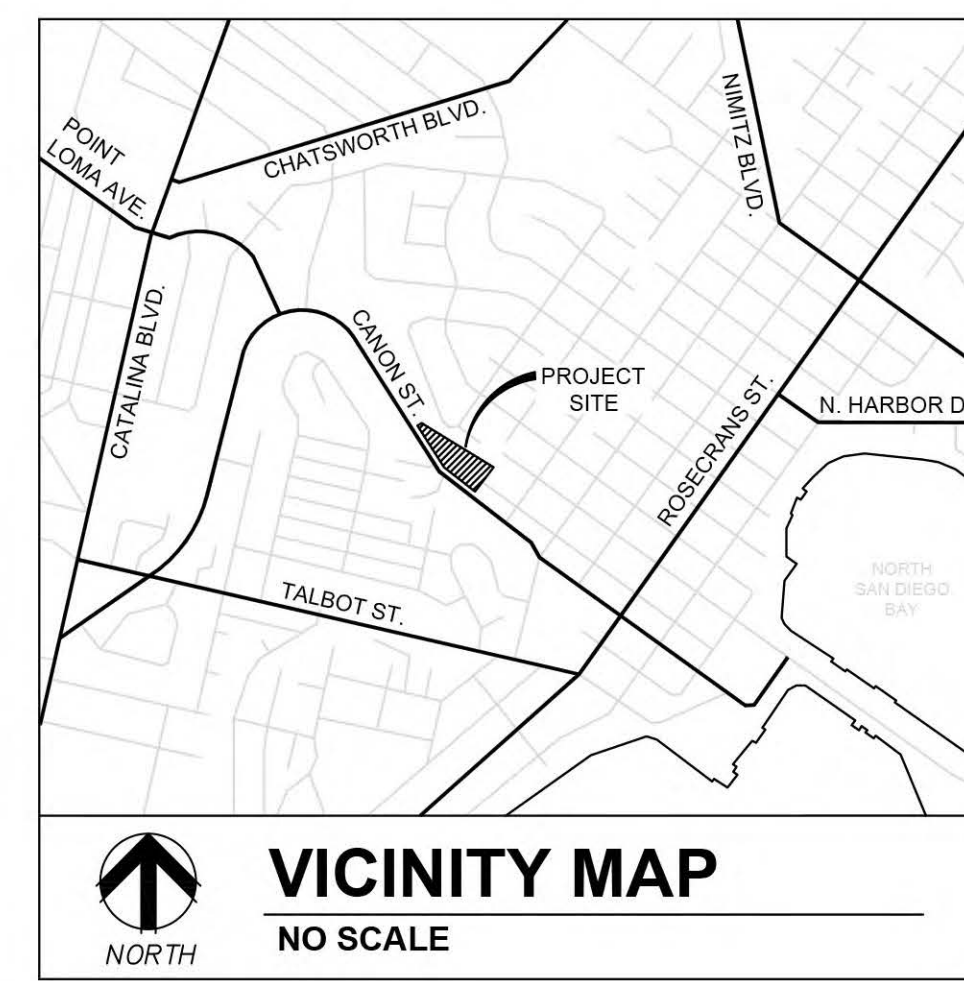 POINT
LOMA AVE.
CHATSWORTH BLVD.
NIMITZ BLVD.
CATALINA BLVD.
CANON ST.
PROJECT
SITE
ROSECRANS ST.
N. HARBOR D
TALBOT ST.
NORTH
SAN DIEGO
BAY
NORTH
VICINITY MAP
NO SCALE